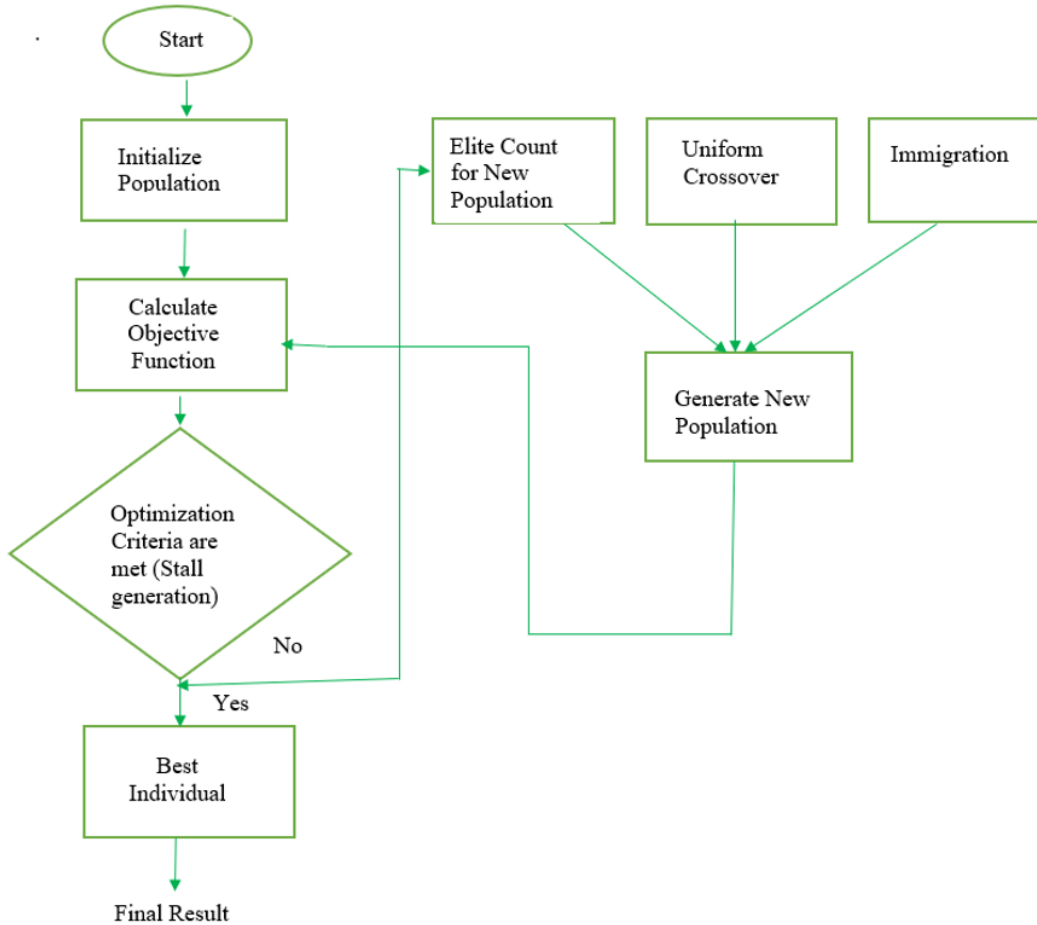 Start
Initialize
Population
Calculate
Objective
Function
Optimization
Criteria are
met (Stall
generation)
No
Yes
Best
Individual
Final Result
Elite Count
for New
Population
Uniform
Crossover
Immigration
Generate New
Population